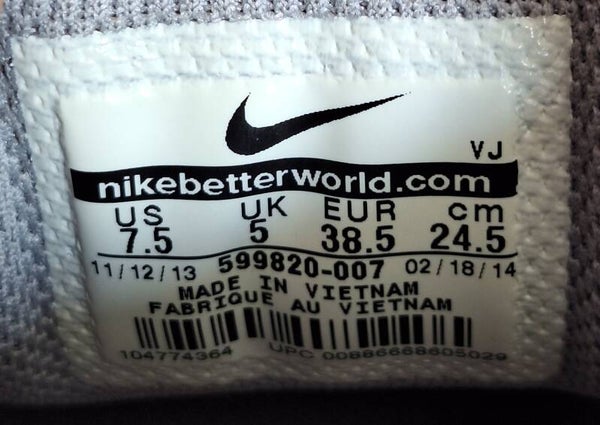 VJ
nikebetterworld.com
US UK EUR cm
7.5 5 38.5 24.5
11/12/13 599820-007 02/18/14
MADE IN VIETNAM
FABRIQUE AU VIETNAM
104774364 UPC 00886668605029